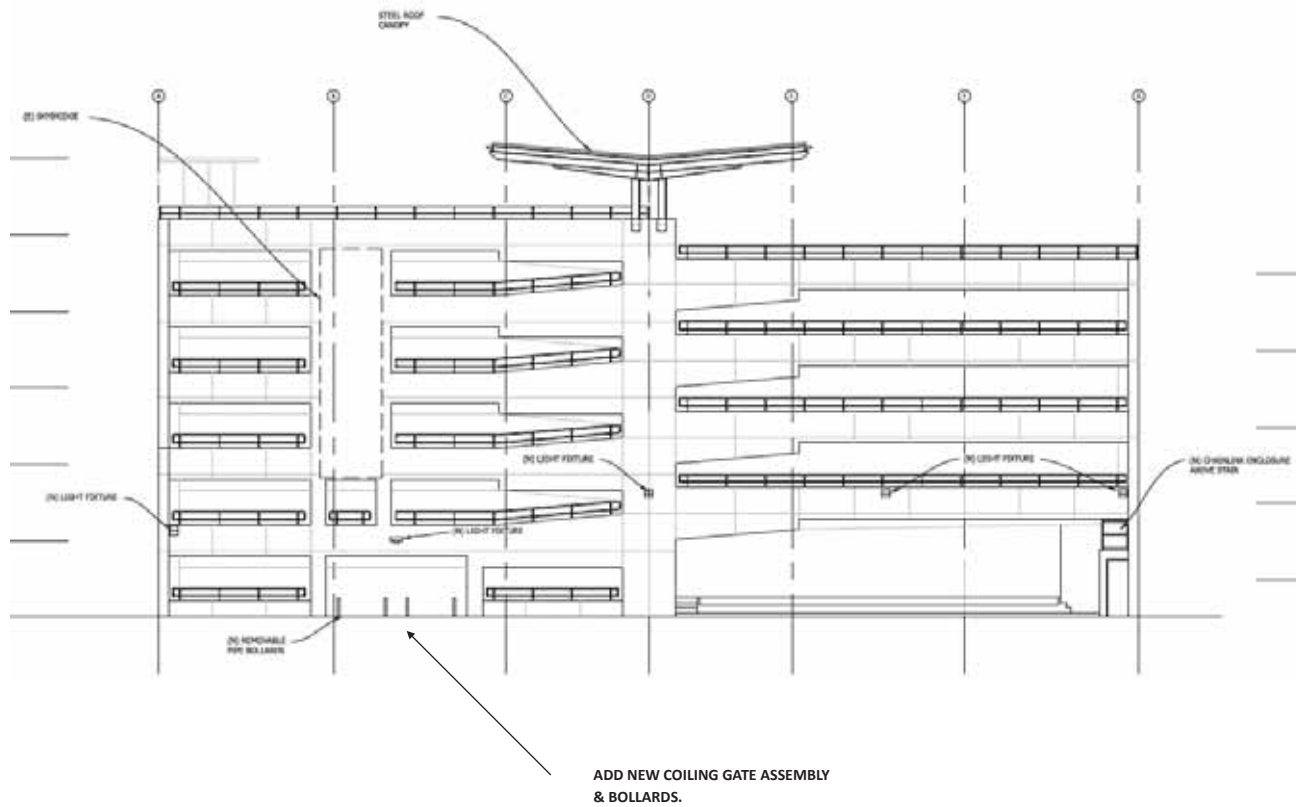 STEEL ROOF
CANOPY
A
B
C
D
E
F
G
(E) SKYBRIDGE
(N) LIGHT FIXTURE
(N) LIGHT FIXTURE
(N) CHAINLINK ENCLOSURE
ABOVE STAIR
(N) LIGHT FIXTURE
(N) LIGHT FIXTURE
(N) REMOVABLE
PIPE BOLLARDS
ADD NEW COILING GATE ASSEMBLY
& BOLLARDS.